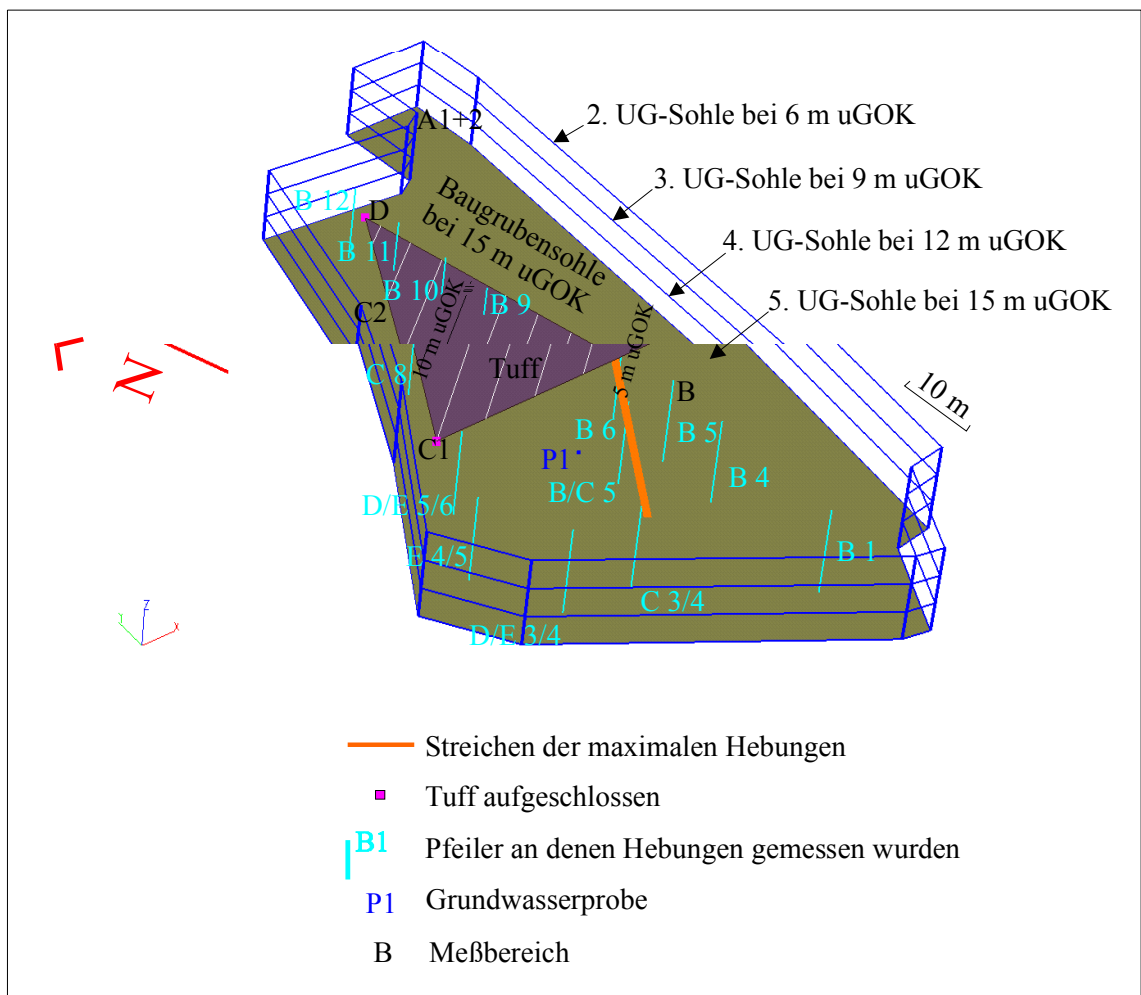 2. UG-Sohle bei 6 m uGOK
A1+2
3. UG-Sohle bei 9 m uGOK
Baugrubensohle
bei 15 m uGOK
B 12
D
4. UG-Sohle bei 12 m uGOK
B 11
B 10
B 9
5. UG-Sohle bei 15 m uGOK
C2
10 m uGOK
5 m uGOK
N
Tuff
C 8
B
10 m
C1
B 6
B 5
P1
B 4
B/C 5
D/E 5/6
E 4/5
B 1
C 3/4
D/E 3/4
Z
Y
X
Streichen der maximalen Hebungen
Tuff aufgeschlossen
B1
Pfeiler an denen Hebungen gemessen wurden
P1
Grundwasserprobe
B
Meßbereich